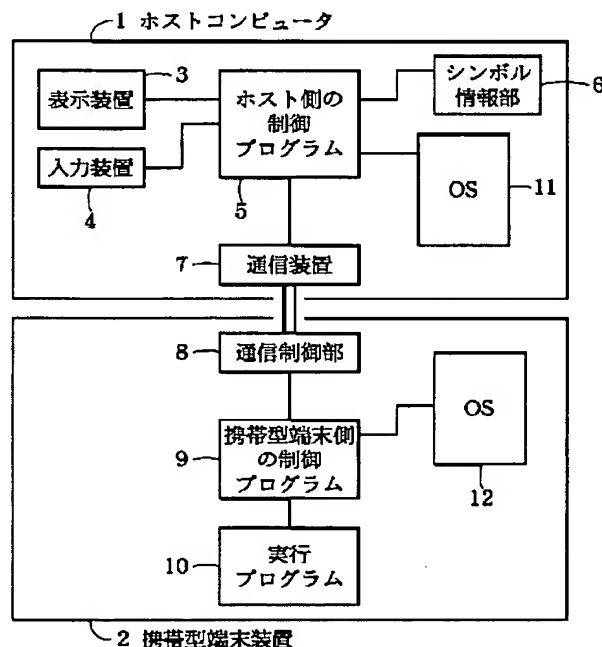 1 ホストコンピュータ
表示装置
3
入力装置
4
ホスト側の
制御
プログラム
5
シンボル
情報部
6
OS
11
7
通信装置
8
通信制御部
9
携帯型端末側
の制御
プログラム
OS
12
10
実行
プログラム
2 携帯型端末装置